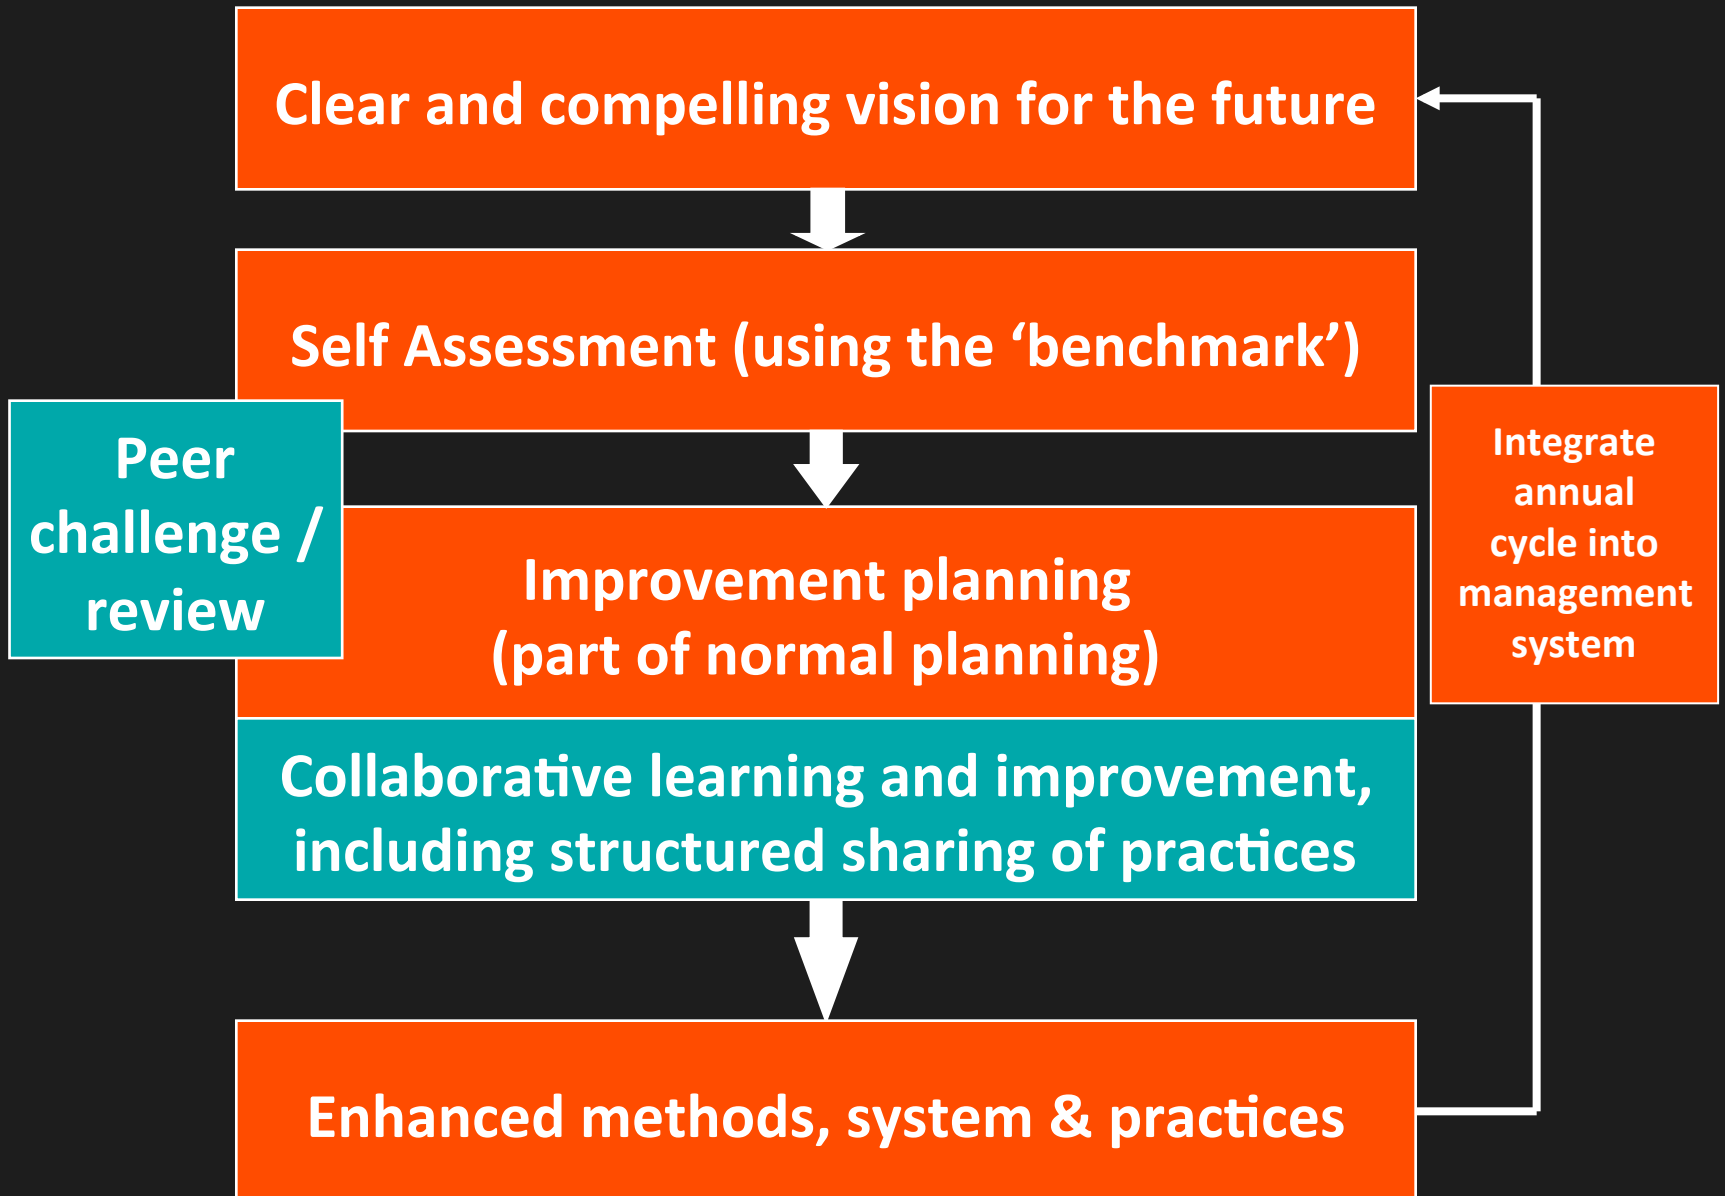 Clear and compelling vision for the future
Self Assessment (using the ‘benchmark’)
Peer
challenge /
review
Improvement planning
(part of normal planning)
Collaborative learning and improvement,
including structured sharing of practices
Enhanced methods, system & practices
Integrate
annual
cycle into
management
system